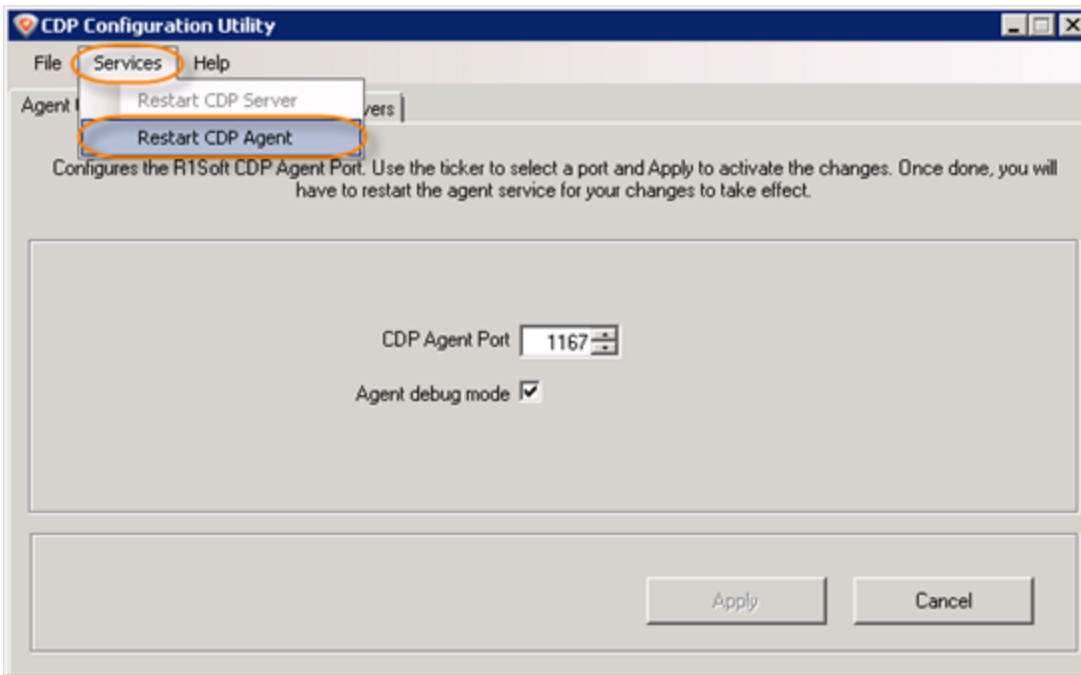 CDP Configuration Utility
File Services Help
Restart CDP Server
Agent
Restart CDP Agent
Configures the R1Soft CDP Agent Port. Use the ticker to select a port and Apply to activate the changes. Once done, you will
have to restart the agent service for your changes to take effect.
CDP Agent Port 1167
Agent debug mode
Apply Cancel